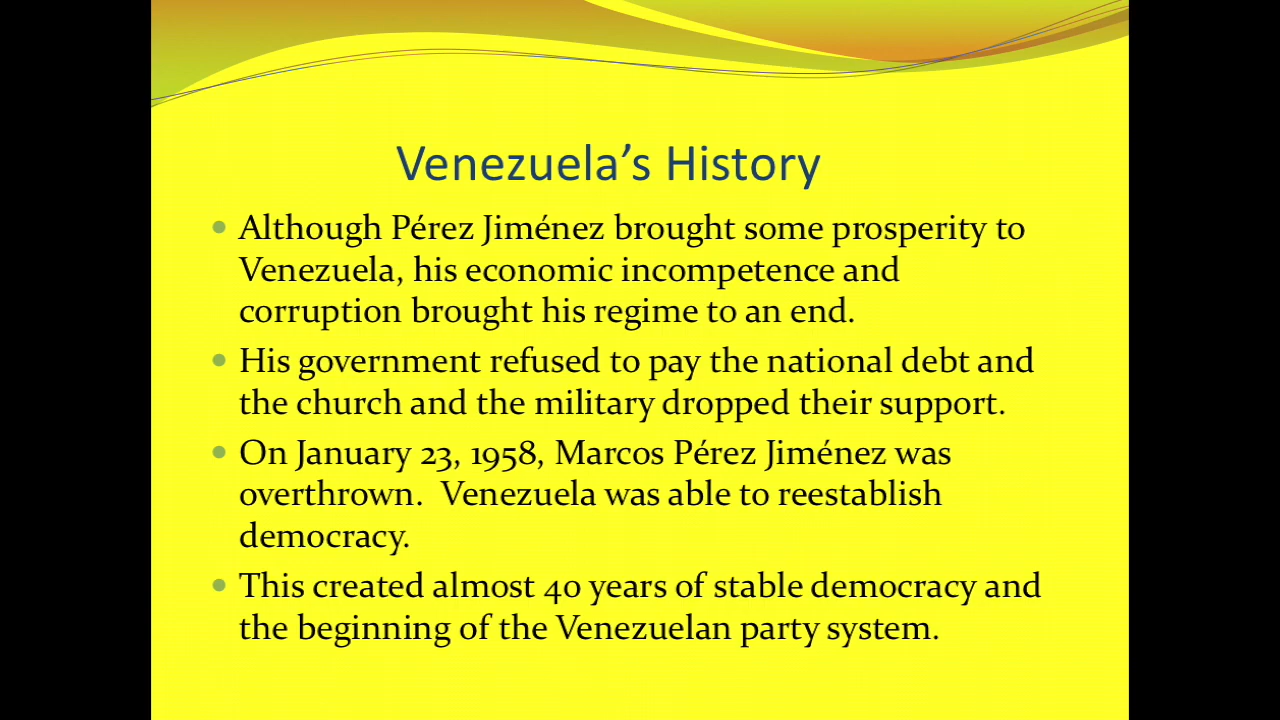 Venezuela’s History
• Although Pérez Jiménez brought some prosperity to
Venezuela, his economic incompetence and
corruption brought his regime to an end.
• His government refused to pay the national debt and
the church and the military dropped their support.
• On January 23, 1958, Marcos Pérez Jiménez was
overthrown.  Venezuela was able to reestablish
democracy.
• This created almost 40 years of stable democracy and
the beginning of the Venezuelan party system.